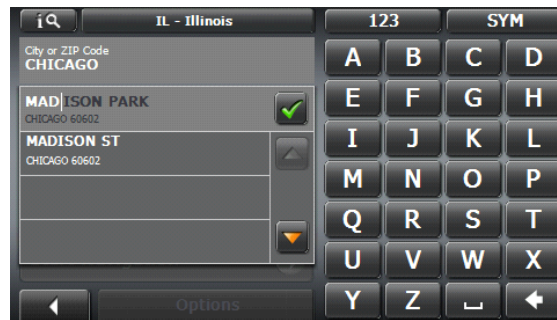 IL - Illinois
123
SYM
City or ZIP Code
CHICAGO
MADISON PARK
CHICAGO 60602
MADISON ST
CHICAGO 60602
Options
A B C D
E F G H
I J K L
M N O P
Q R S T
U V W X
Y Z